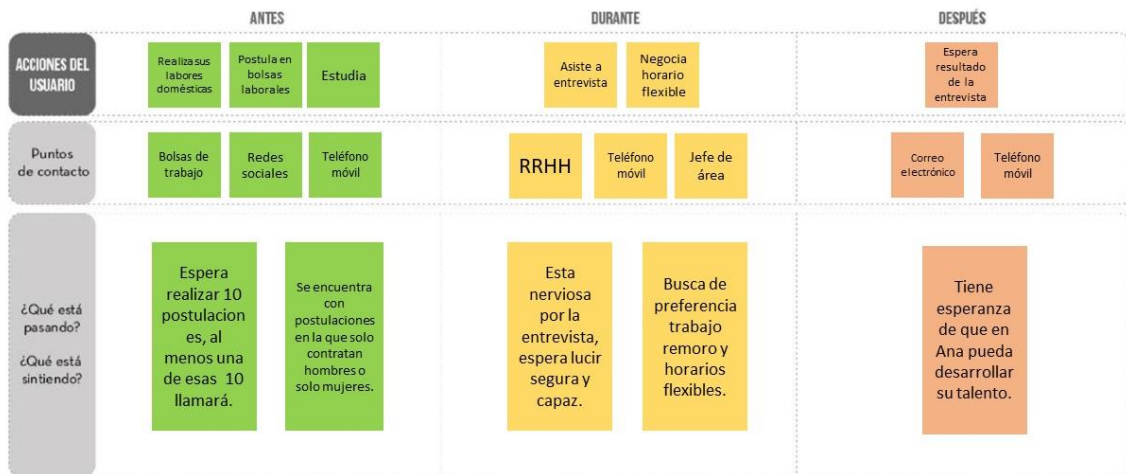 ANTES
DURANTE
DESPUÉS
ACCIONES DEL
USUARIO
Realiza sus
labores
domésticas
Postula en
bolsas
laborales
Estudia
Asiste a
entrevista
Negocia
horario
flexible
Espera
resultado
de la
entrevista
Puntos
de contacto
Bolsas de
trabajo
Redes
sociales
Teléfono
móvil
RRHH
Teléfono
móvil
Jefe de
área
Correo
electrónico
Teléfono
móvil
¿Qué está
pasando?
¿Qué está
sintiendo?
Espera
realizar 10
postulacion
es, al
menos una
de esas 10
llamará.
Se encuentra
con
postulaciones
en la que solo
contratan
hombres o
solo mujeres.
Esta
nerviosa
por la
entrevista,
espera lucir
segura y
capaz.
Busca de
preferencia
trabajo
remoro y
horarios
flexibles.
Tiene
esperanza
de que en
Ana pueda
desarrollar
su talento.